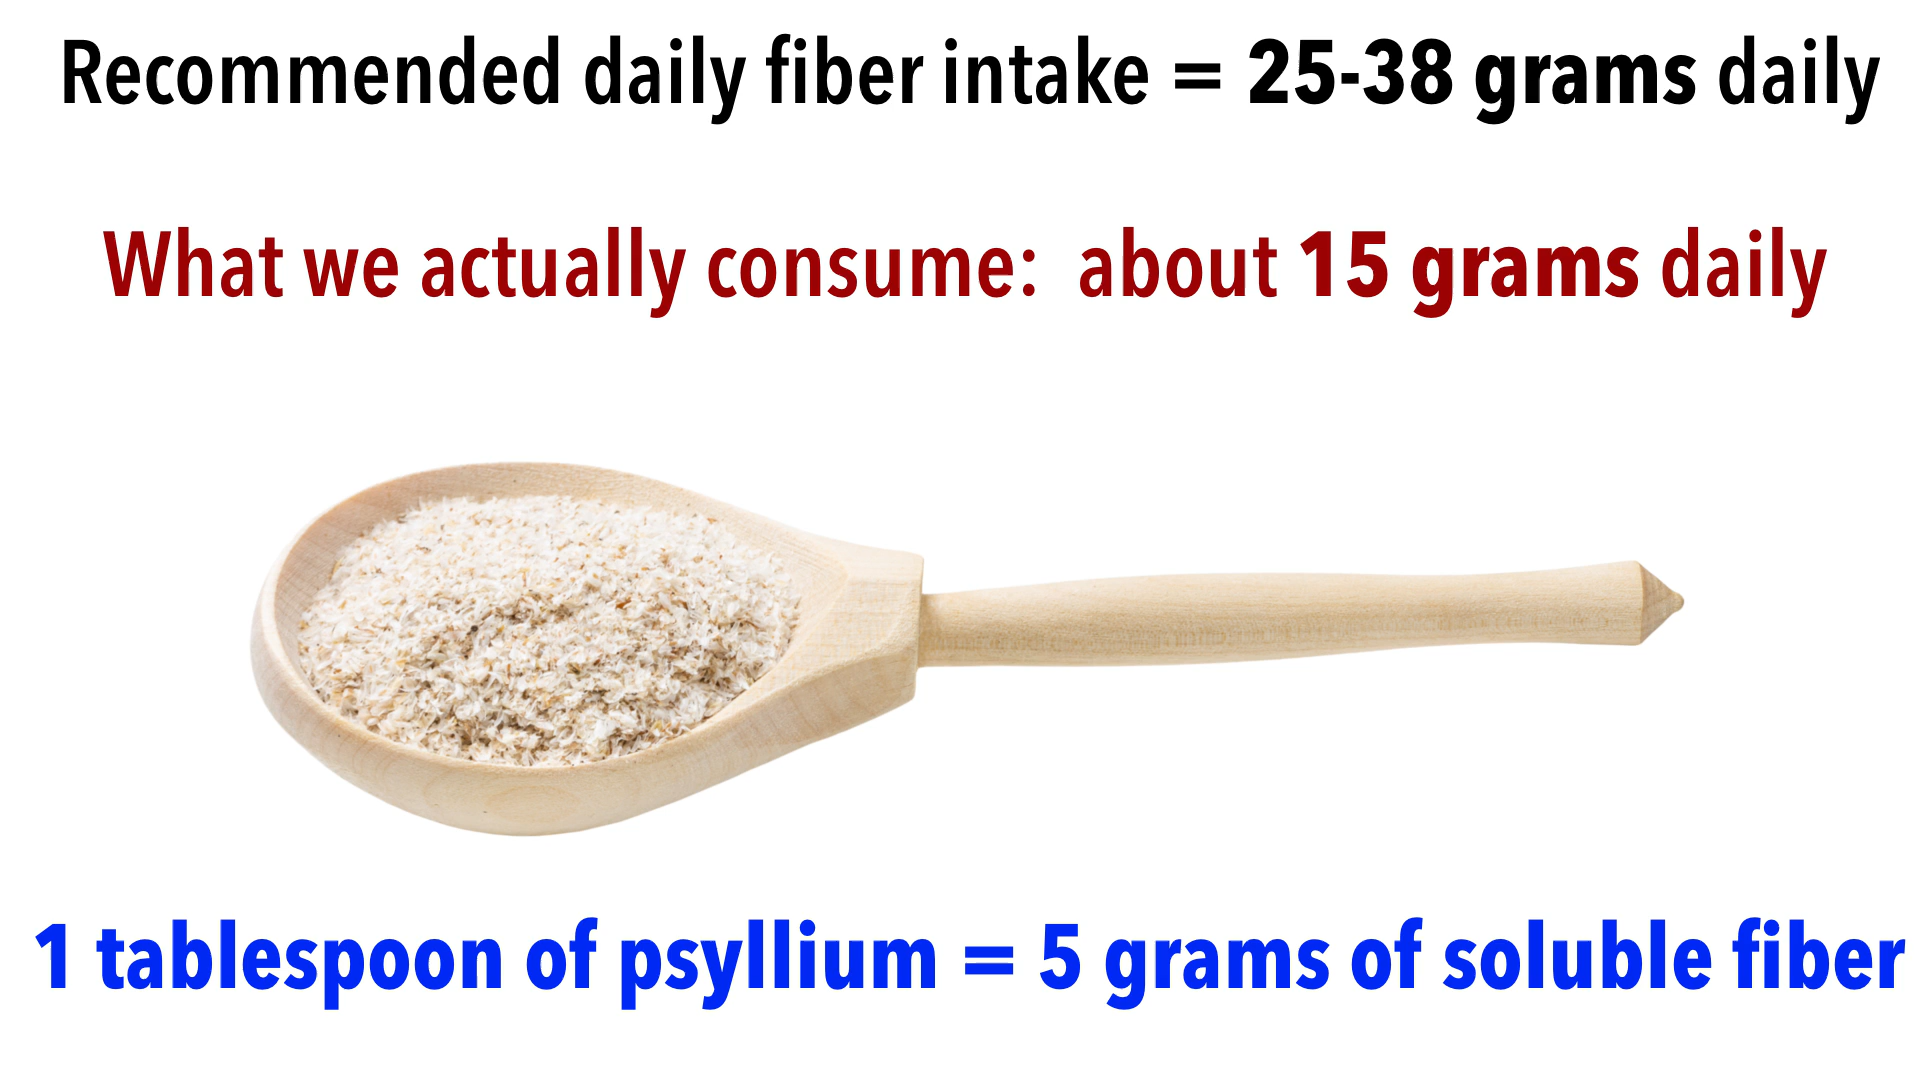 Recommended daily fiber intake = 25-38 grams daily
What we actually consume: about 15 grams daily
1 tablespoon of psyllium = 5 grams of soluble fiber